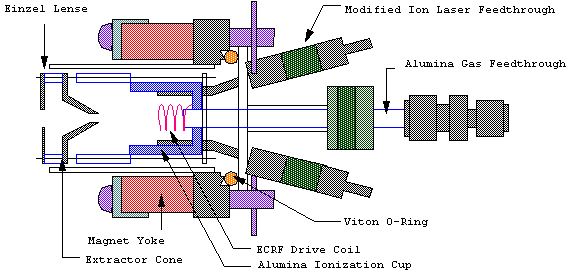 Einzel Lense
Modified Ion Laser Feedthrough
Alumina Gas Feedthrough
Viton O-Ring
Magnet Yoke
ECRF Drive Coil
Extractor Cone
Alumina Ionization Cup